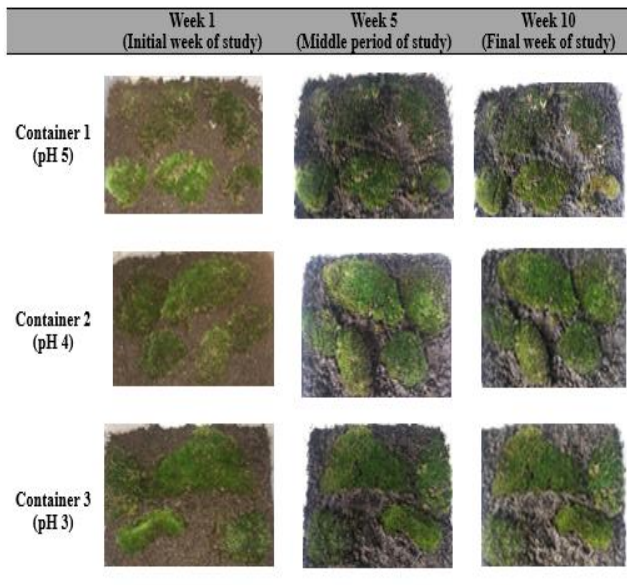 Week 1
(Initial week of study)
Week 5
(Middle period of study)
Week 10
(Final week of study)
Container 1
(pH 5)
Container 2
(pH 4)
Container 3
(pH 3)